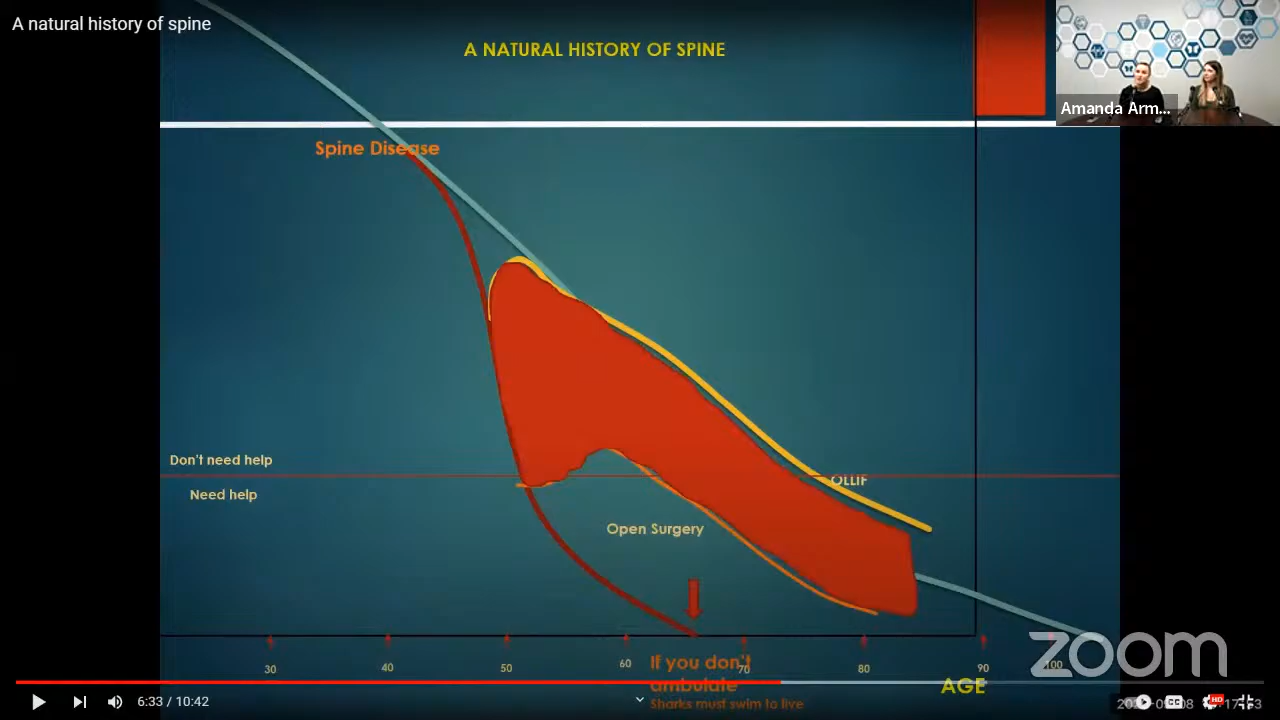 A natural history of spine
A NATURAL HISTORY OF SPINE
Amanda Arm...
Spine Disease
Don't need help
Need help
OLLIF
Open Surgery
30
40
50
60
70
80
90
100
If you don't
ambulate
Sharks must swim to live
AGE
zoom
6:33 / 10:42
HD